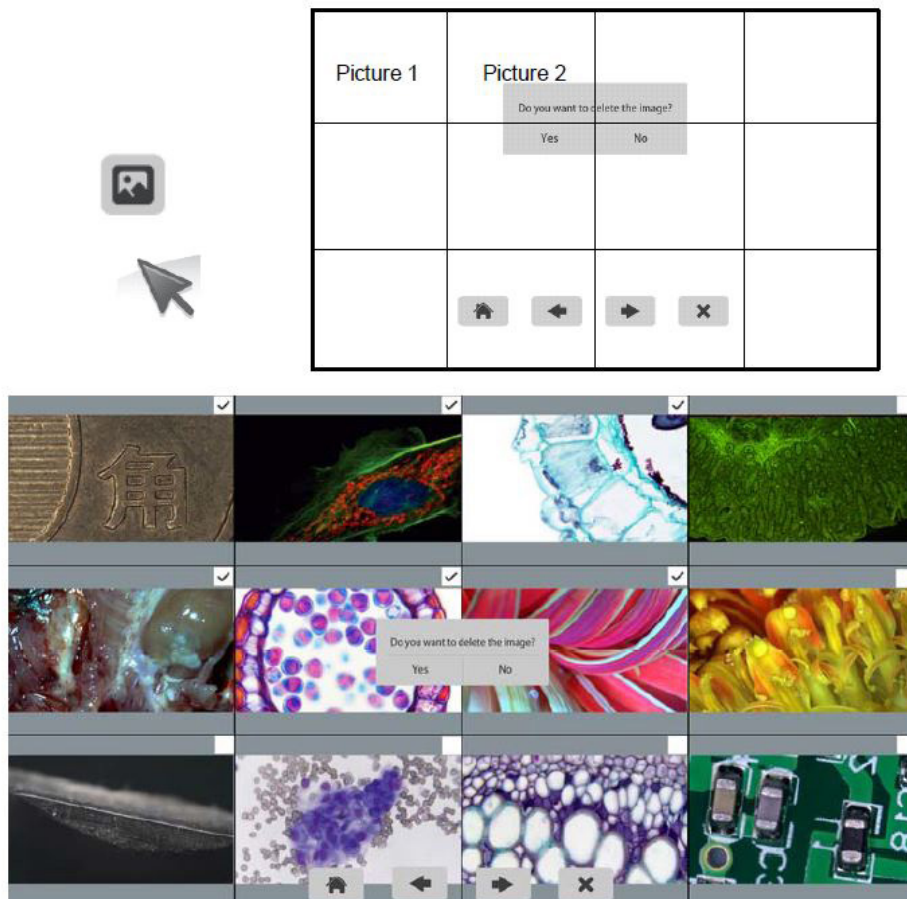 Picture 1
Picture 2
Do you want to delete the image?
Yes
No
角
Do you want to delete the image?
Yes
No